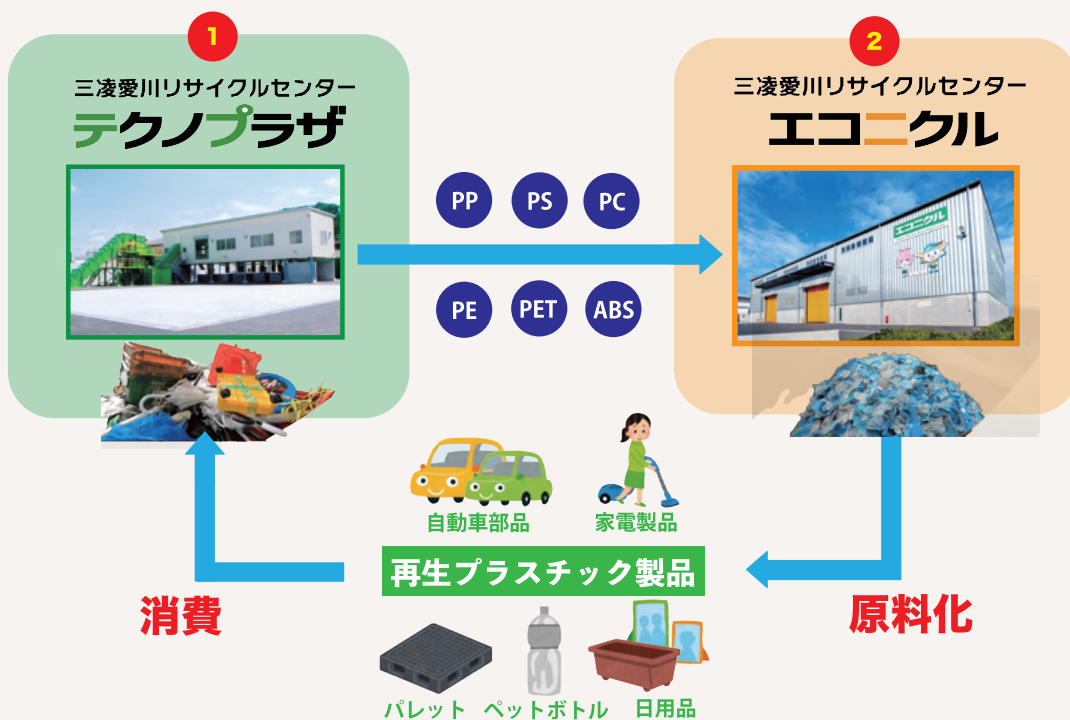 1
三凌愛川リサイクルセンター
テクノプラザ
2
三凌愛川リサイクルセンター
エコニクル
エコニクル
PP
PS
PC
PE
PET
ABS
自動車部品
家電製品
再生プラスチック製品
消費
原料化
パレット
ペットボトル
日用品